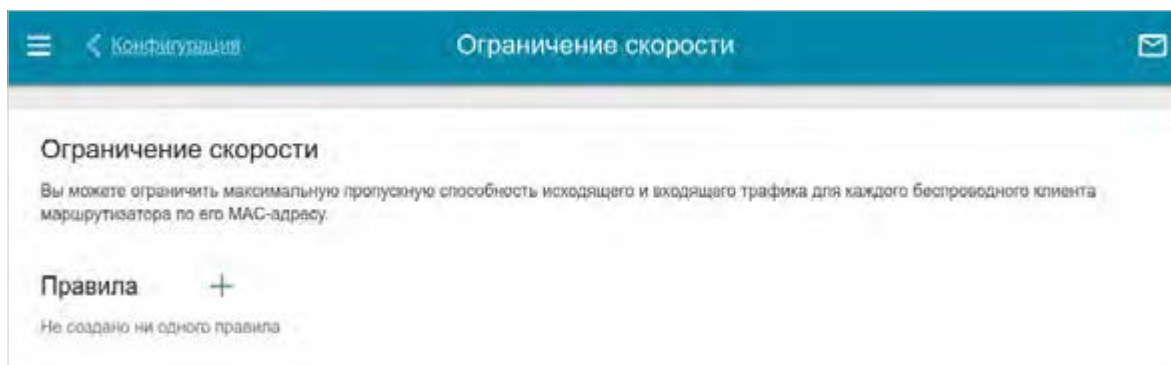 Конфигурация
Ограничение скорости
Ограничение скорости
Вы можете ограничить максимальную пропускную способность исходящего и входящего трафика для каждого беспроводного клиента
маршрутизатора по его MAC-адресу.
Правила
Не создано ни одного правила